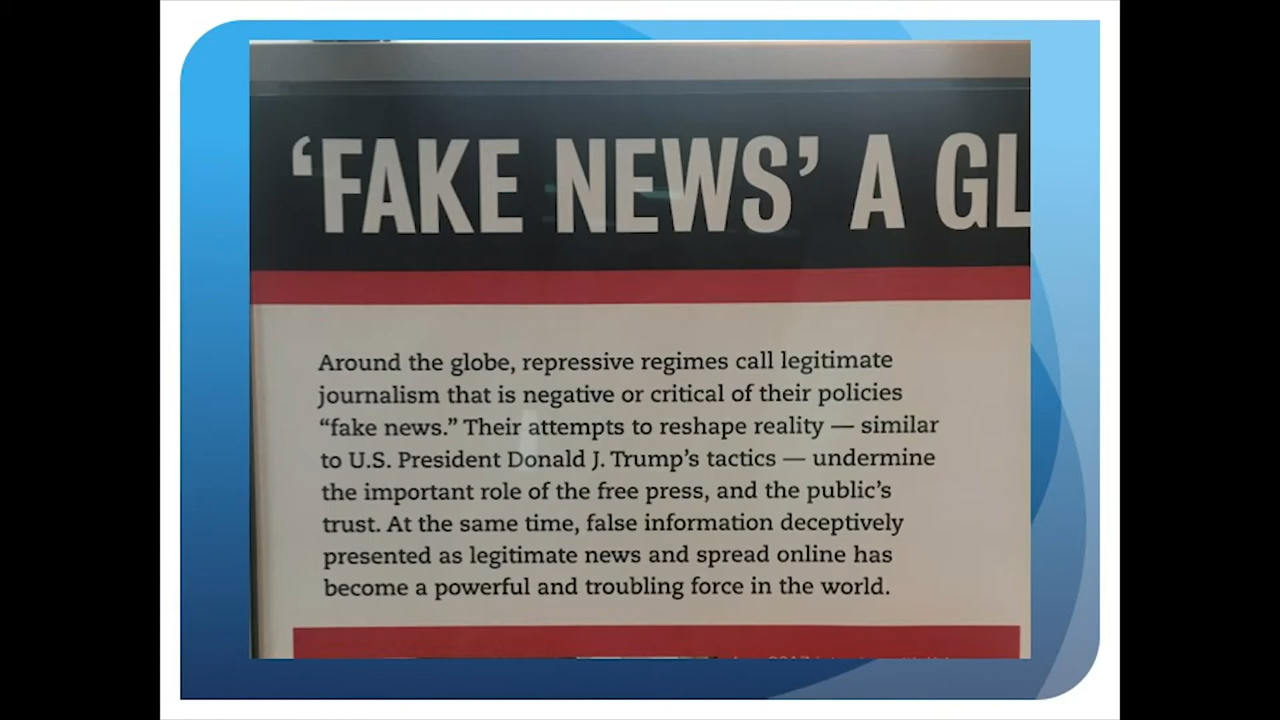 ‘FAKE NEWS’ A GL
Around the globe, repressive regimes call legitimate
journalism that is negative or critical of their policies
“fake news.” Their attempts to reshape reality — similar
to U.S. President Donald J. Trump’s tactics — undermine
the important role of the free press, and the public’s
trust. At the same time, false information deceptively
presented as legitimate news and spread online has
become a powerful and troubling force in the world.